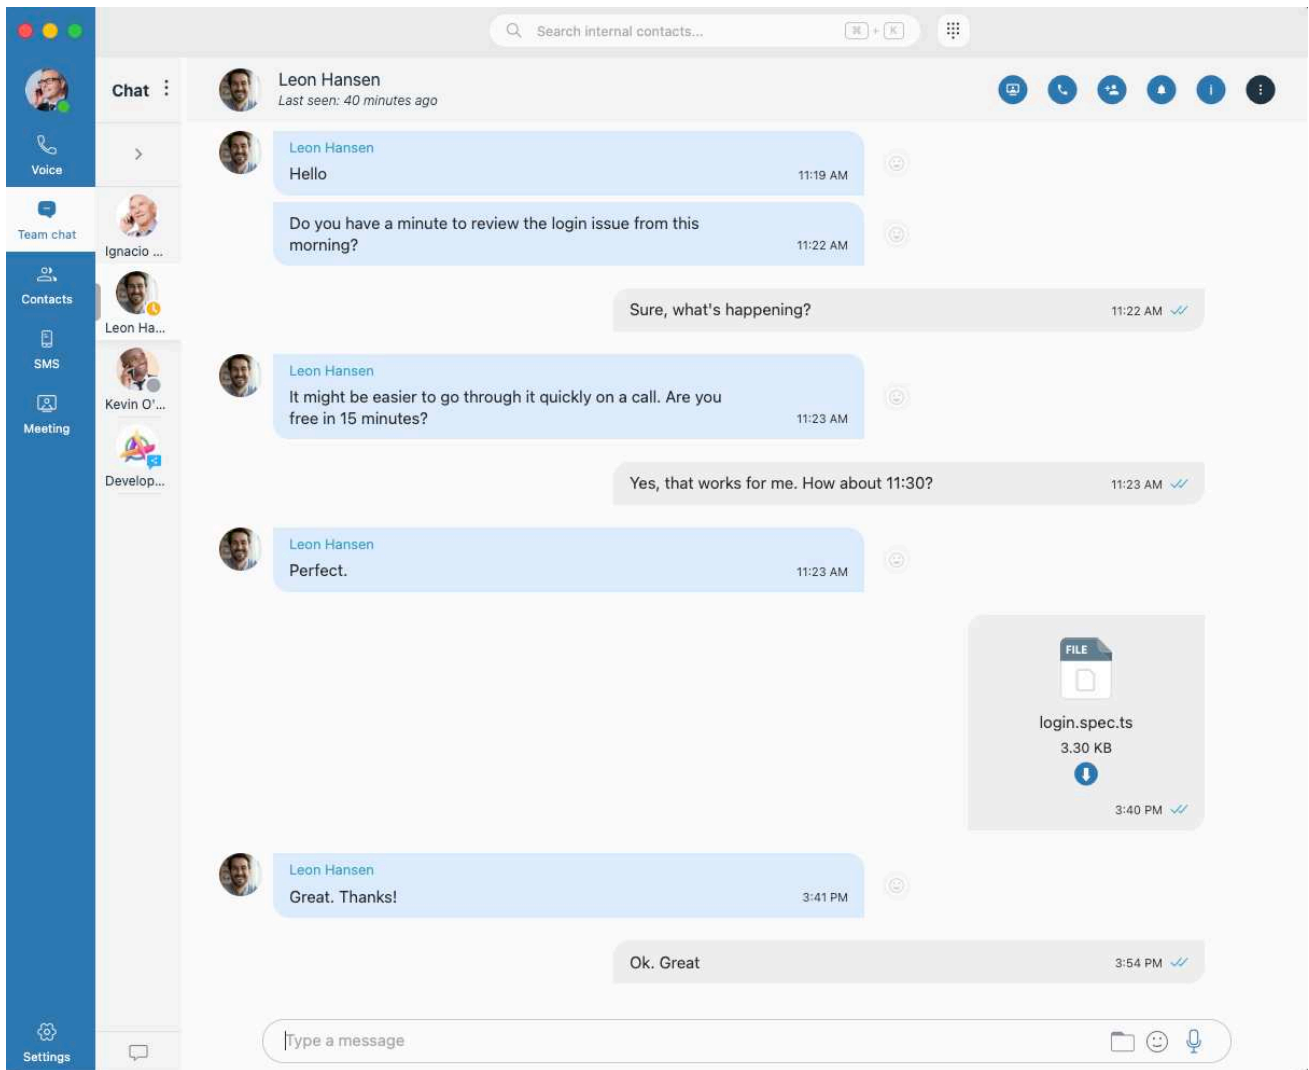 Search internal contacts...
⌘ + K
Chat
Leon Hansen
Last seen: 40 minutes ago
Voice
Team chat
Contacts
SMS
Meeting
Settings
Ignacio ...
Leon Ha...
Kevin O'...
Develop...
Leon Hansen
Hello
11:19 AM
Do you have a minute to review the login issue from this
morning?
11:22 AM
Sure, what's happening?
11:22 AM
Leon Hansen
It might be easier to go through it quickly on a call. Are you
free in 15 minutes?
11:23 AM
Yes, that works for me. How about 11:30?
11:23 AM
Leon Hansen
Perfect.
11:23 AM
FILE
login.spec.ts
3.30 KB
3:40 PM
Leon Hansen
Great. Thanks!
3:41 PM
Ok. Great
3:54 PM
Type a message